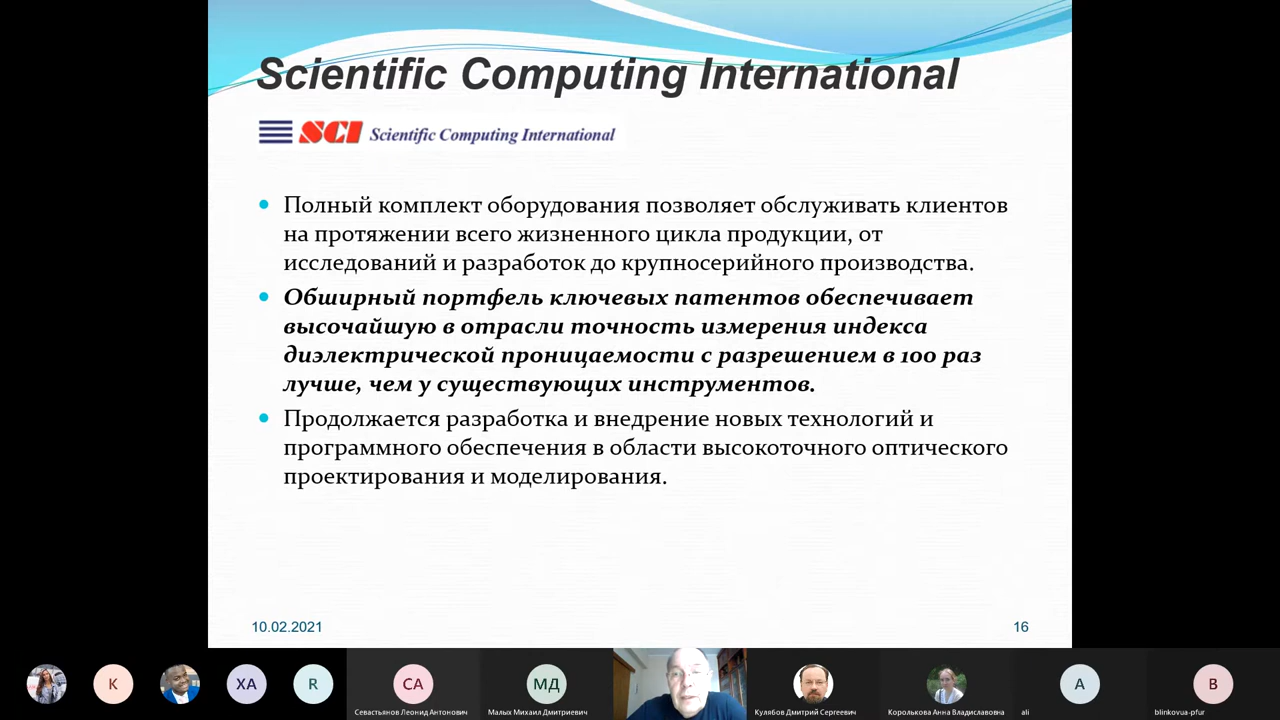 Scientific Computing International
SCI Scientific Computing International
Полный комплект оборудования позволяет обслуживать клиентов
на протяжении всего жизненного цикла продукции, от
исследований и разработок до крупносерийного производства.
Обширный портфель ключевых патентов обеспечивает
высочайшую в отрасли точность измерения индекса
диэлектрической проницаемости с разрешением в 100 раз
лучше, чем у существующих инструментов.
Продолжается разработка и внедрение новых технологий и
программного обеспечения в области высокоточного оптического
проектирования и моделирования.
10.02.2021
16
K
XA
R
CA
МД
A
B
Севастьянов Леонид Антонович
Малых Михаил Дмитриевич
Кулябов Дмитрий Сергеевич
Королькова Анна Владиславовна
ali
blinkovua-pfur